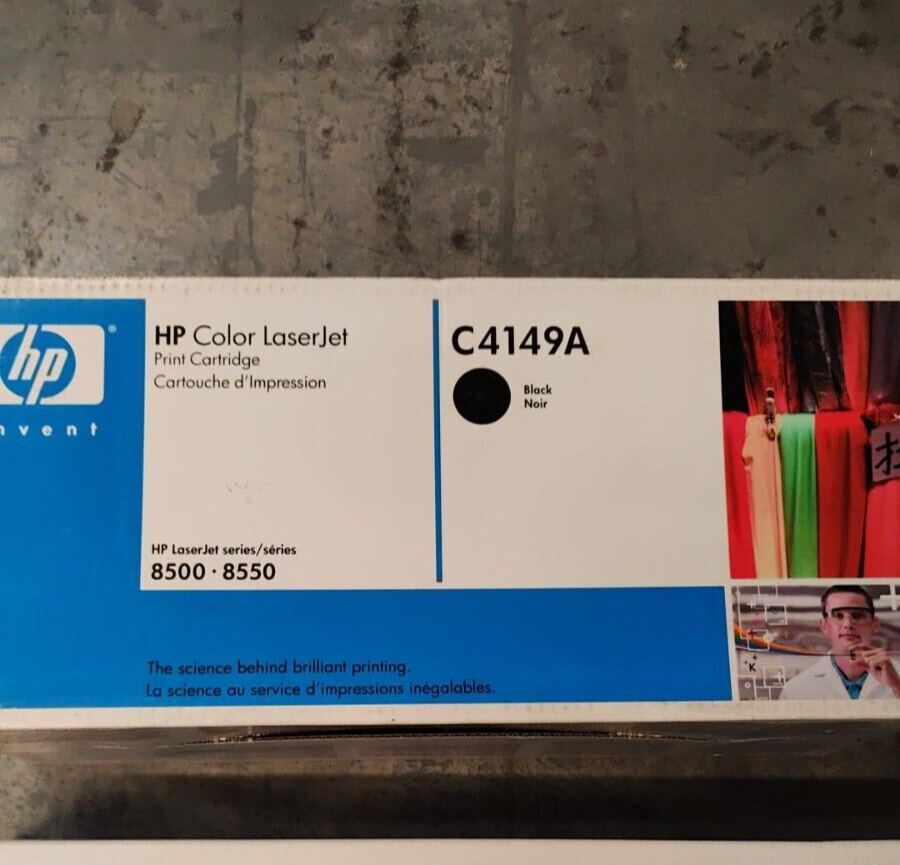 hp
®
nvent
HP Color LaserJet
Print Cartridge
Cartouche d'Impression
HP LaserJet series/séries
8500 · 8550
C4149A
Black
Noir
The science behind brilliant printing.
La science au service d'impressions inégalables.
K